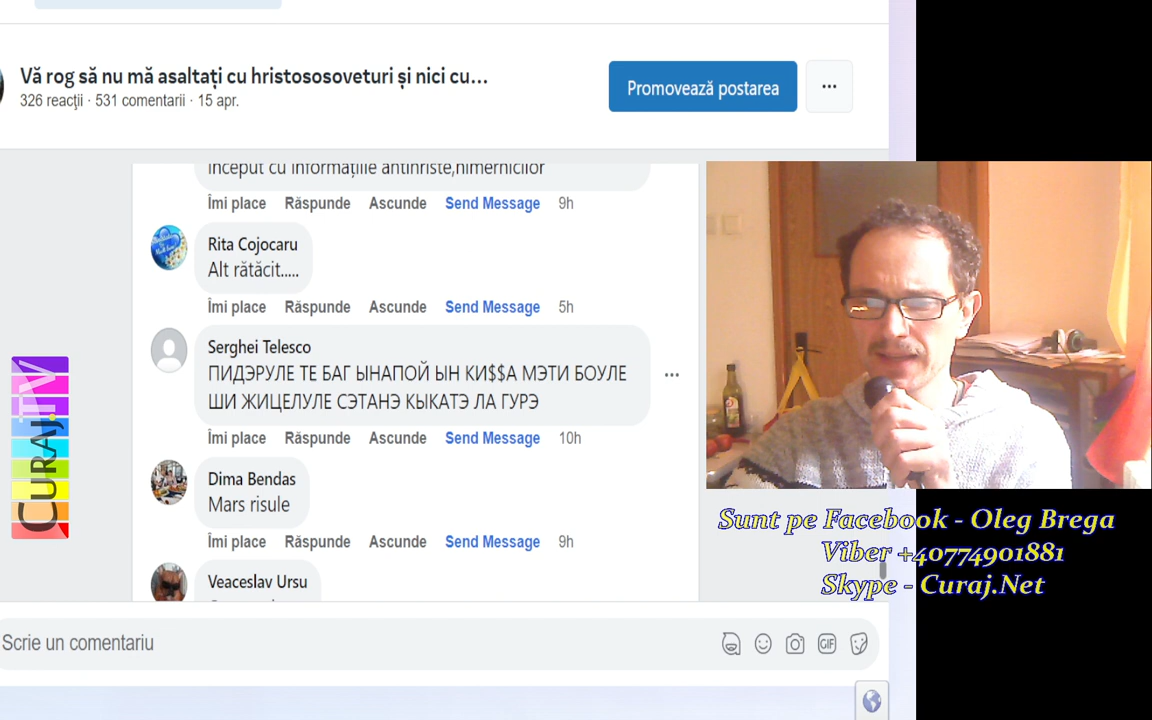 Vă rog să nu mă asaltați cu hristososoveturi și nici cu...
326 reacții · 531 comentarii · 15 apr.
Promovează postarea
...
început cu informațiile antihriste,nimernicilor
Îmi place Răspunde Ascunde Send Message 9h
Rita Cojocaru
Alt rătăcit.....
Îmi place Răspunde Ascunde Send Message 5h
Serghei Telesco
ПИДЭРУЛЕ ТЕ БАГ ЫНАПОЙ ЫН КИ$$А МЭТИ БОУЛЕ
ШИ ЖИЦЕЛУЛЕ СЭТАНЭ КЫКАТЭ ЛА ГУРЭ
...
Îmi place Răspunde Ascunde Send Message 10h
Dima Bendas
Mars risule
Îmi place Răspunde Ascunde Send Message 9h
Veaceslav Ursu
Scrie un comentariu
GIF
CURAJ.TV
Sunt pe Facebook - Oleg Brega
Viber +40774901881
Skype - Curaj.Net